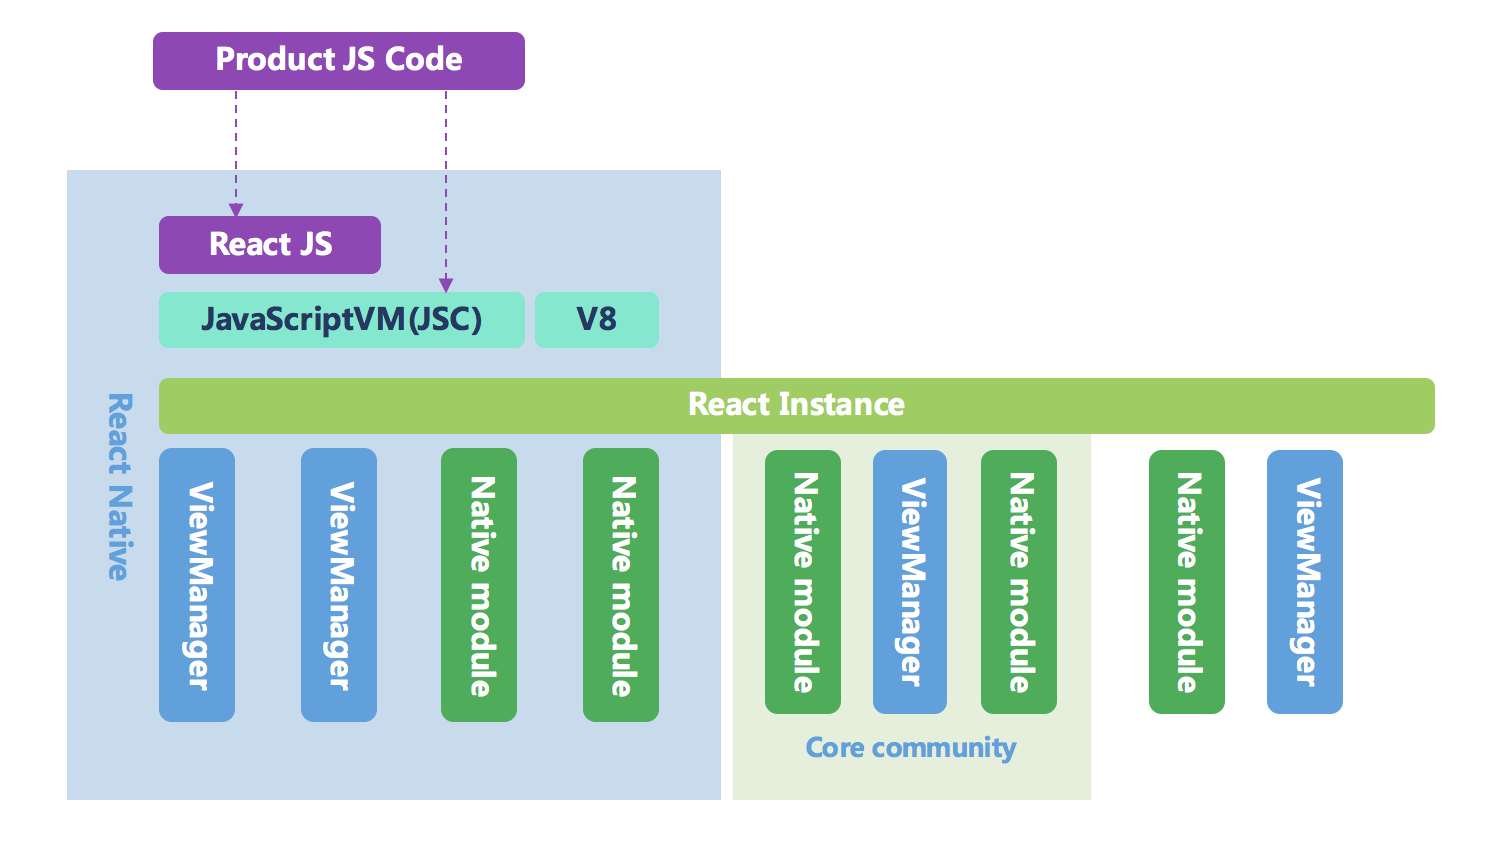 Product JS Code
React JS
JavaScriptVM(JSC)
V8
React Instance
React Native
ViewManager
ViewManager
Native module
Native module
Native module
ViewManager
Native module
Native module
ViewManager
Core community